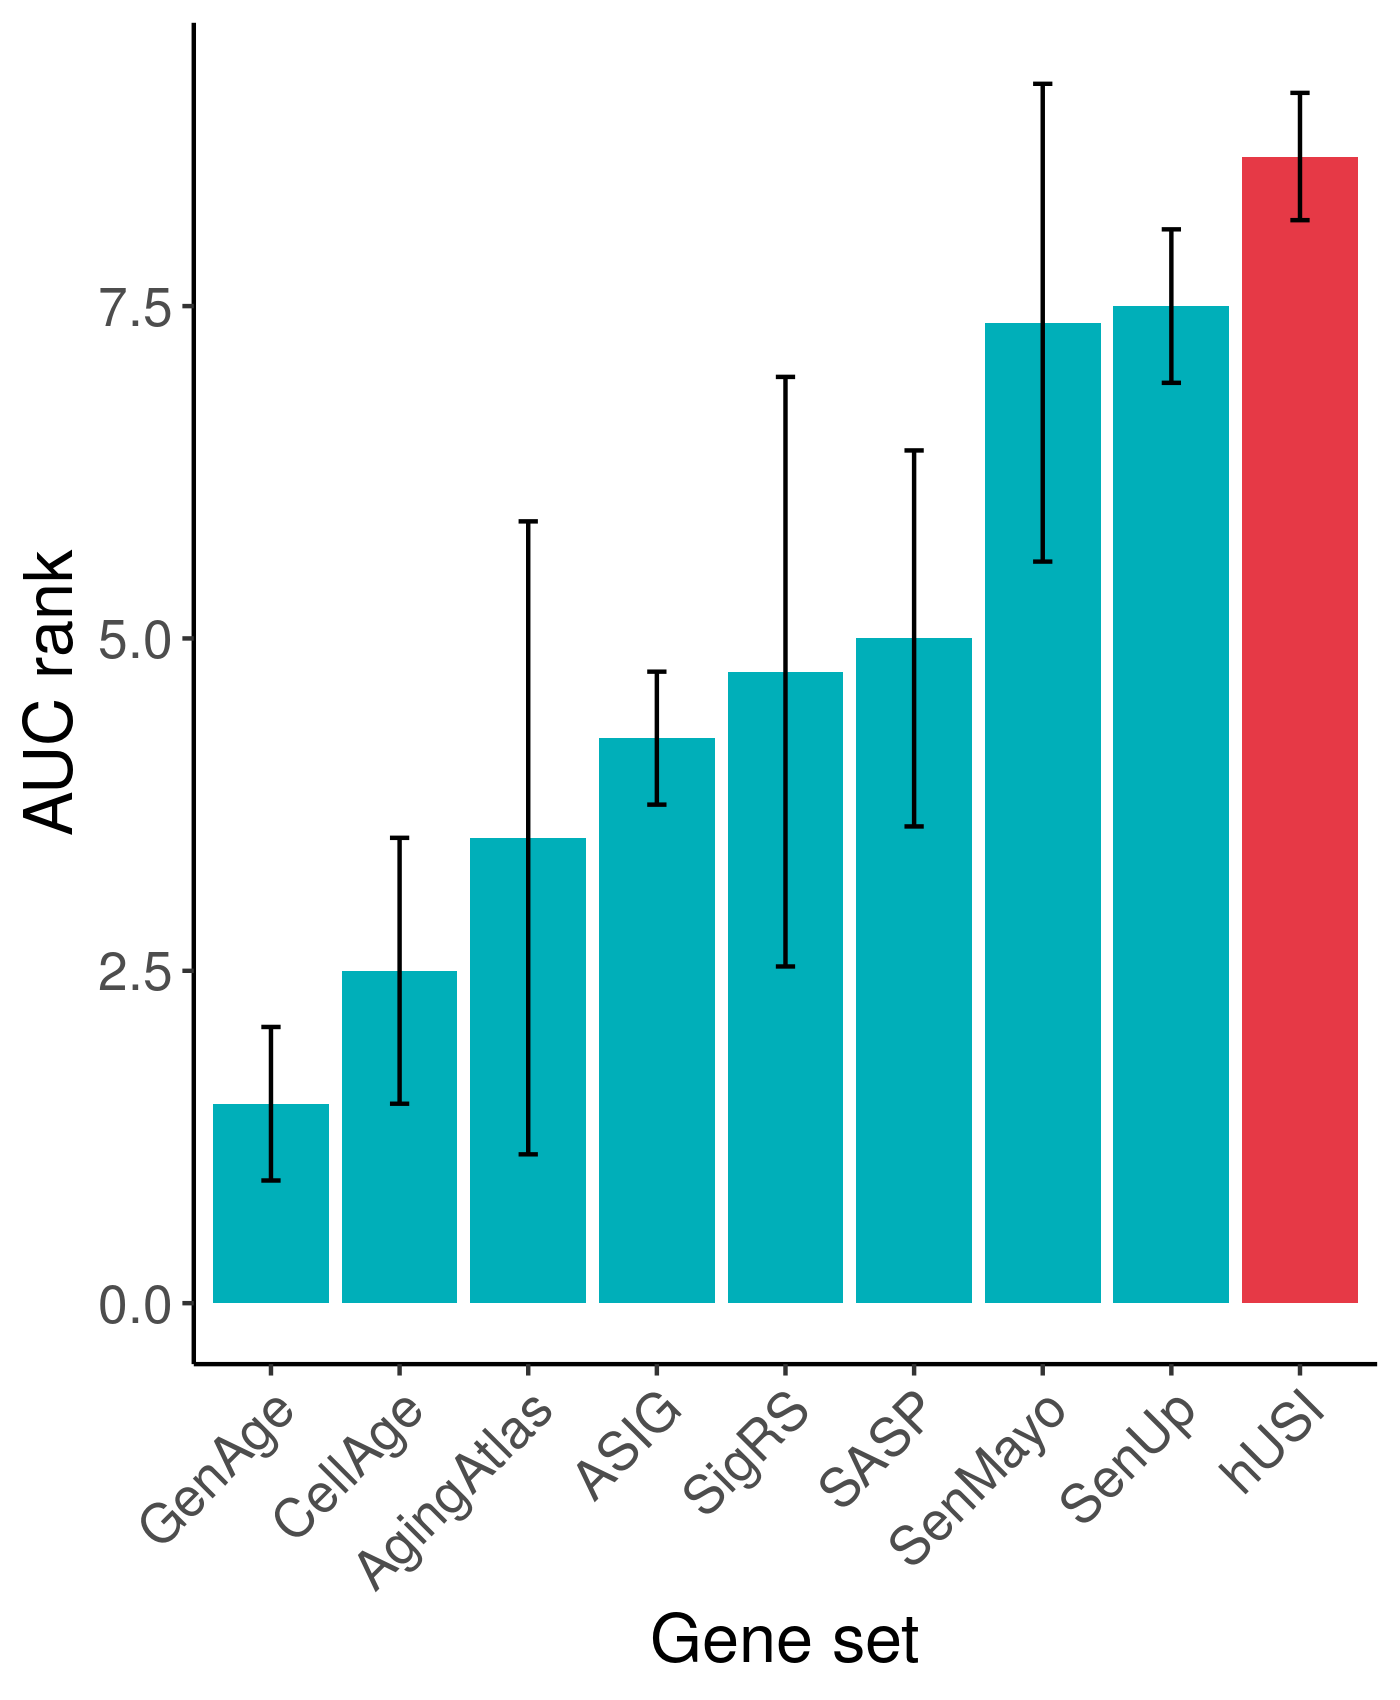 AUC rank
7.5
5.0
2.5
0.0
GenAge
CellAge
AgingAtlas
ASIG
SigRS
SASP
SenMayo
SenUp
hUSI
Gene set